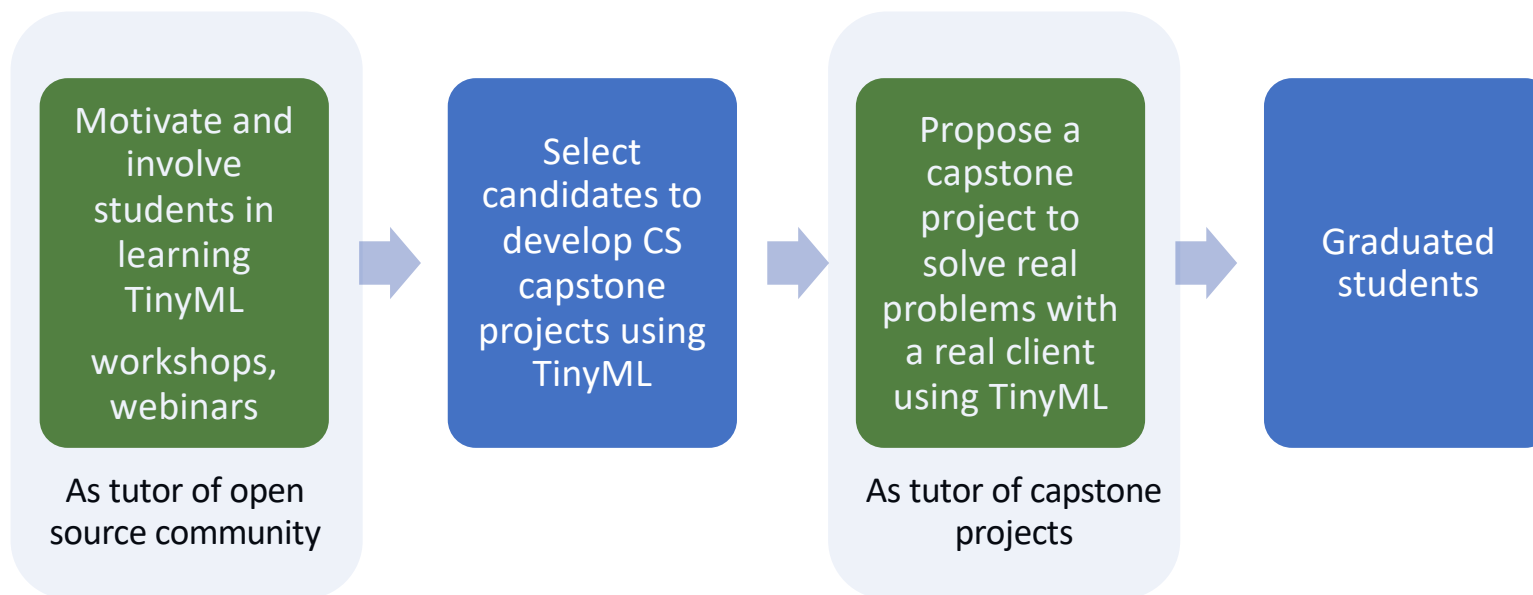 Motivate and
involve
students in
learning
TinyML
workshops,
webinars
As tutor of open
source community
Select
candidates to
develop CS
capstone
projects using
TinyML
Propose a
capstone
project to
solve real
problems with
a real client
using TinyML
As tutor of capstone
projects
Graduated
students